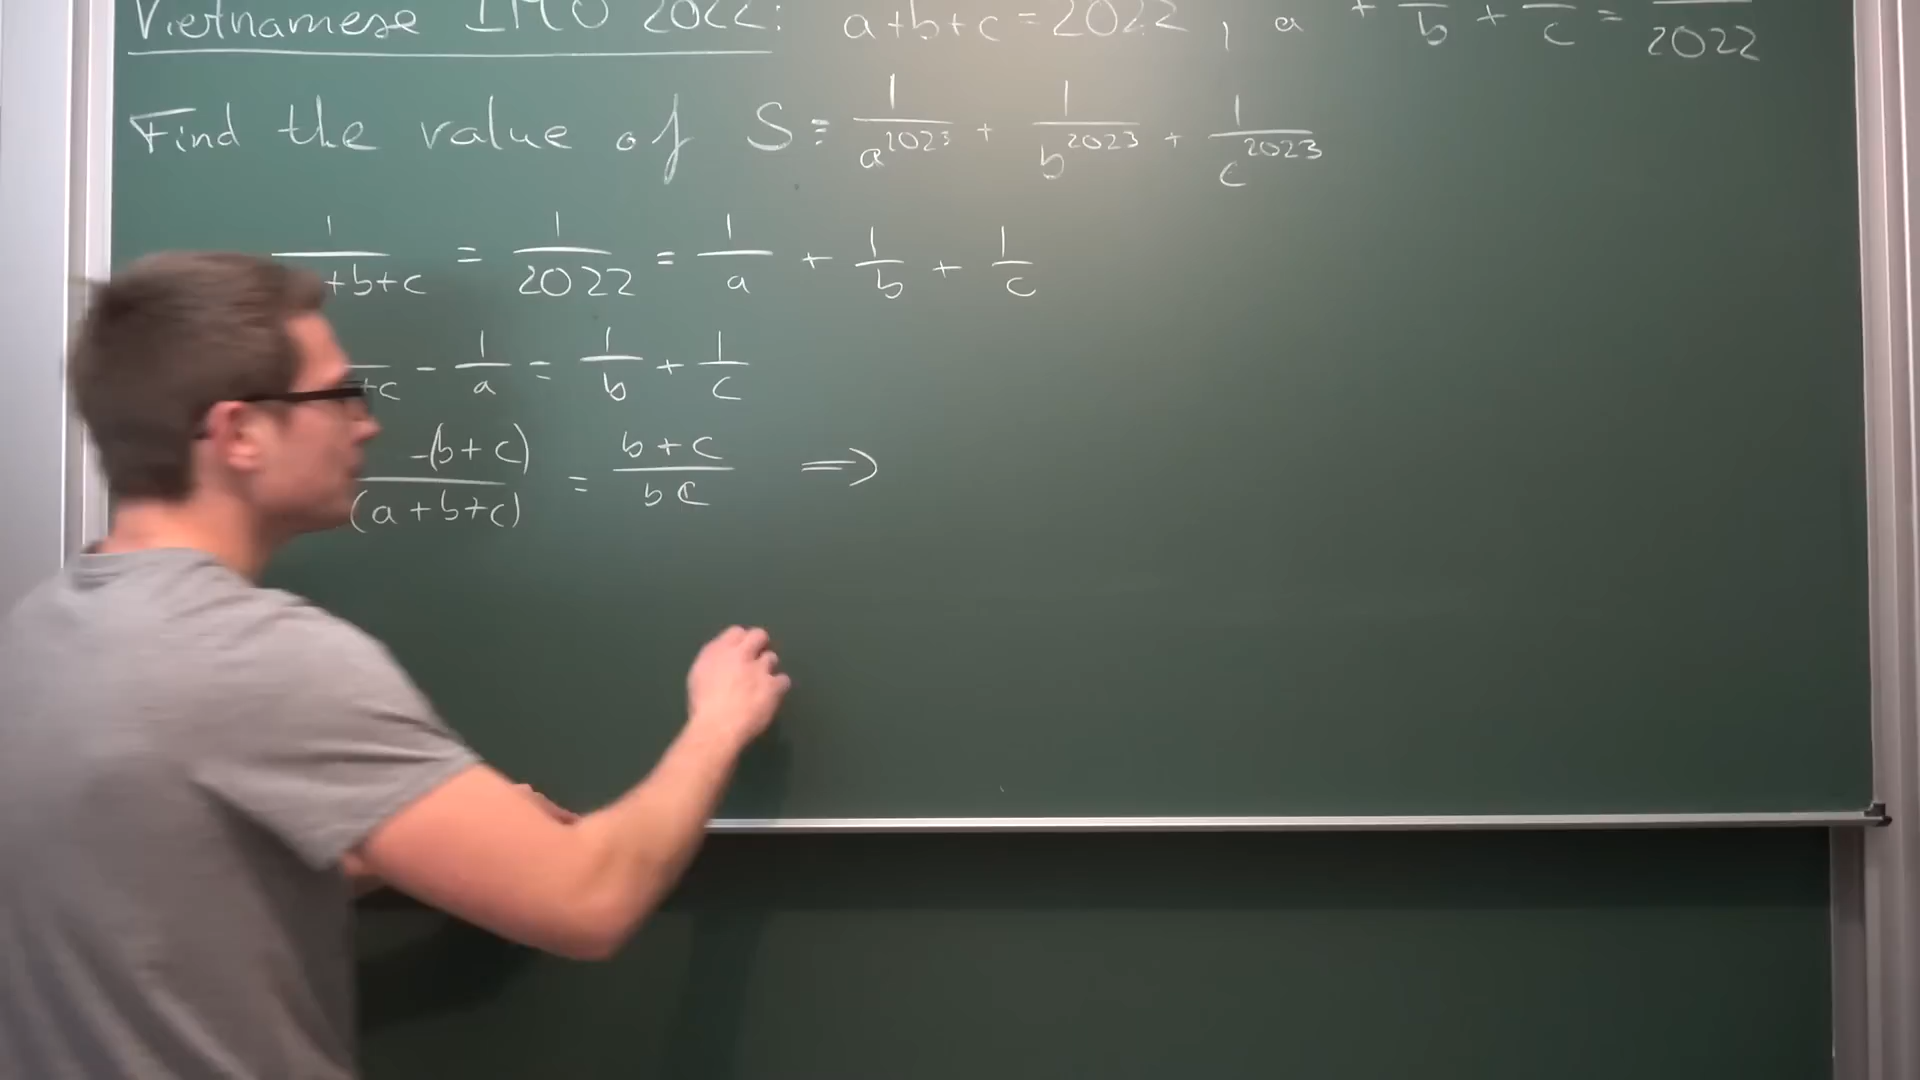 Vietnamese IMO 2022: a+b+c = 2022, a + b + c = 2022
Find the value of S = 1/a^2023 + 1/b^2023 + 1/c^2023
1/+b+c = 1/2022 = 1/a + 1/b + 1/c
+c - 1/a = 1/b + 1/c
-(b+c)/(a+b+c) = b+c/bc ⟹